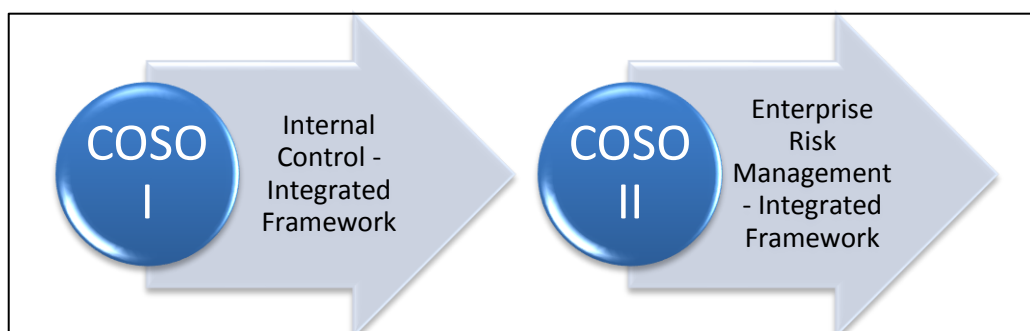 COSO
I
Internal
Control -
Integrated
Framework
COSO
II
Enterprise
Risk
Management
- Integrated
Framework